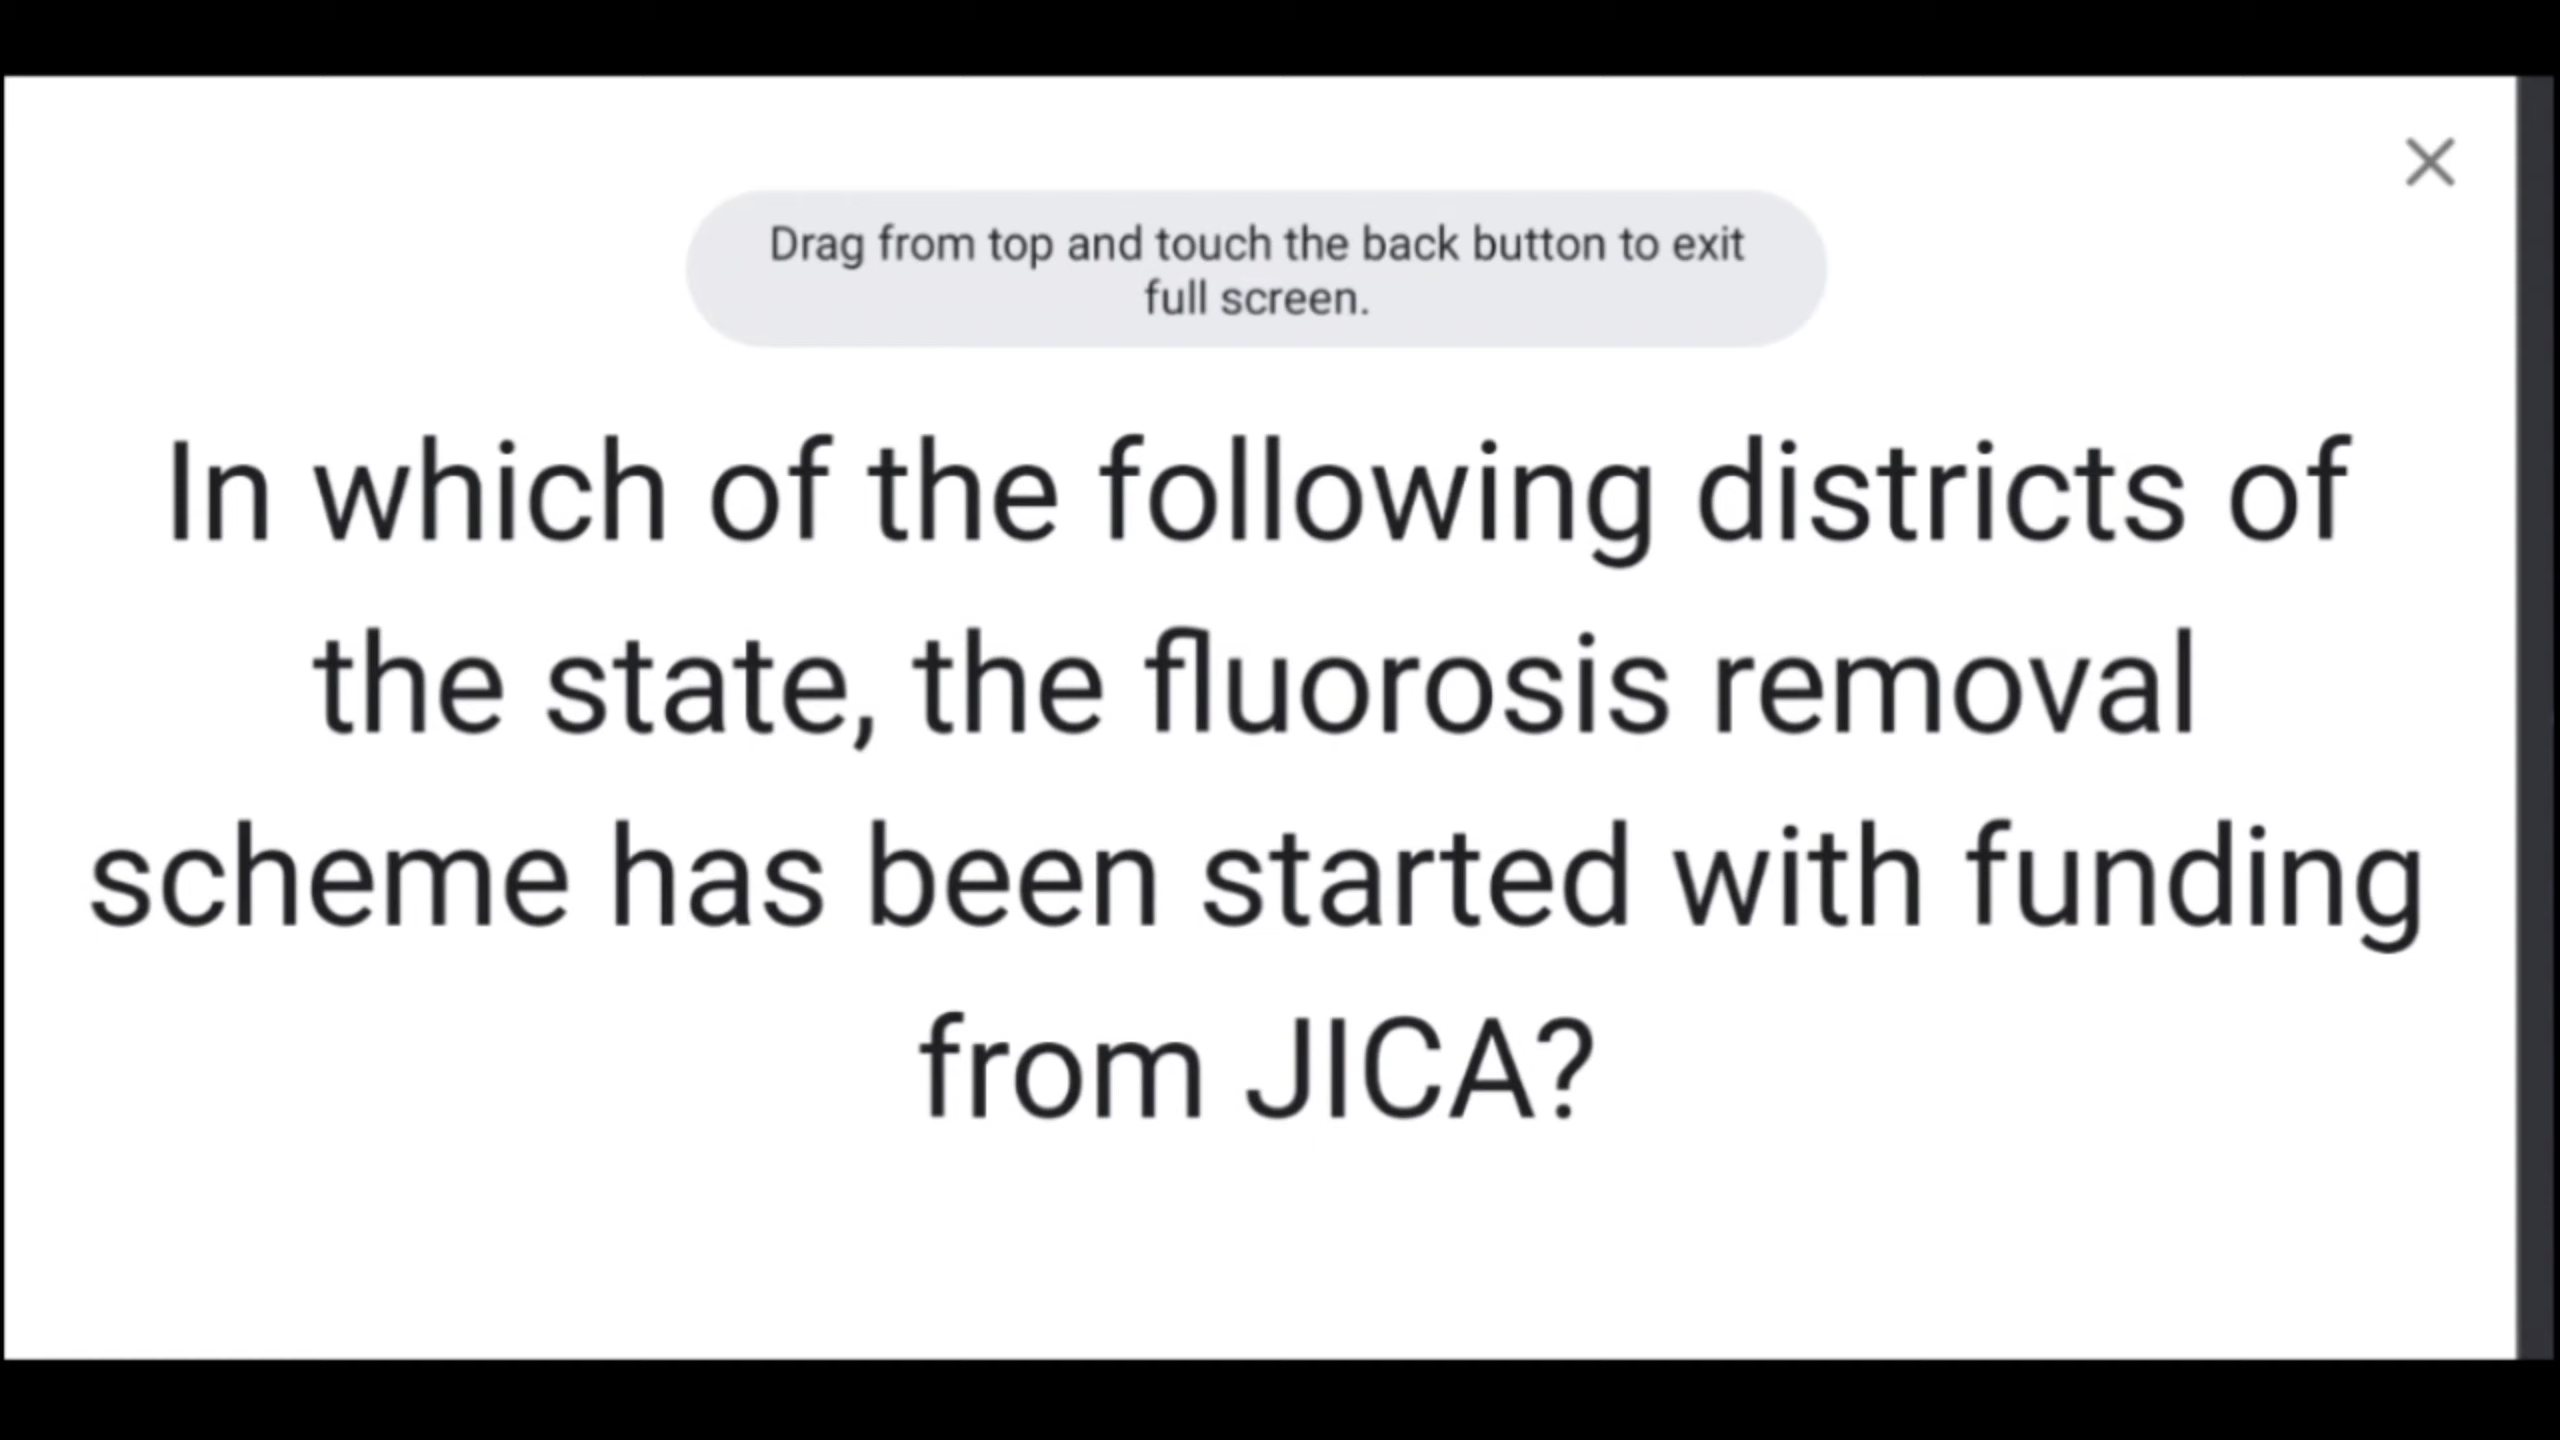 Drag from top and touch the back button to exit
full screen.
In which of the following districts of
the state, the fluorosis removal
scheme has been started with funding
from JICA?